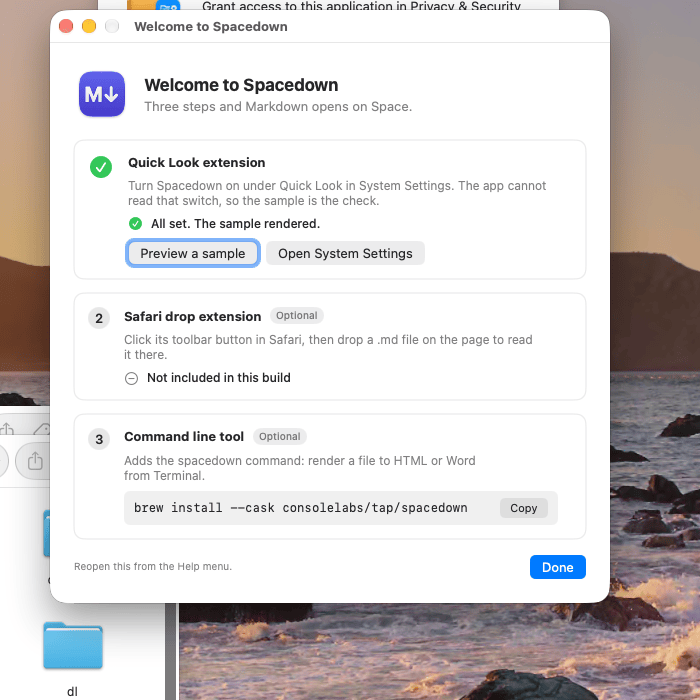 Grant access to this application in Privacy & Security
Welcome to Spacedown
M↓
Welcome to Spacedown
Three steps and Markdown opens on Space.
Quick Look extension
Turn Spacedown on under Quick Look in System Settings. The app cannot
read that switch, so the sample is the check.
All set. The sample rendered.
Preview a sample
Open System Settings
2
Safari drop extension
Optional
Click its toolbar button in Safari, then drop a .md file on the page to read
it there.
Not included in this build
3
Command line tool
Optional
Adds the spacedown command: render a file to HTML or Word
from Terminal.
brew install --cask consolelabs/tap/spacedown
Copy
Reopen this from the Help menu.
Done
dl